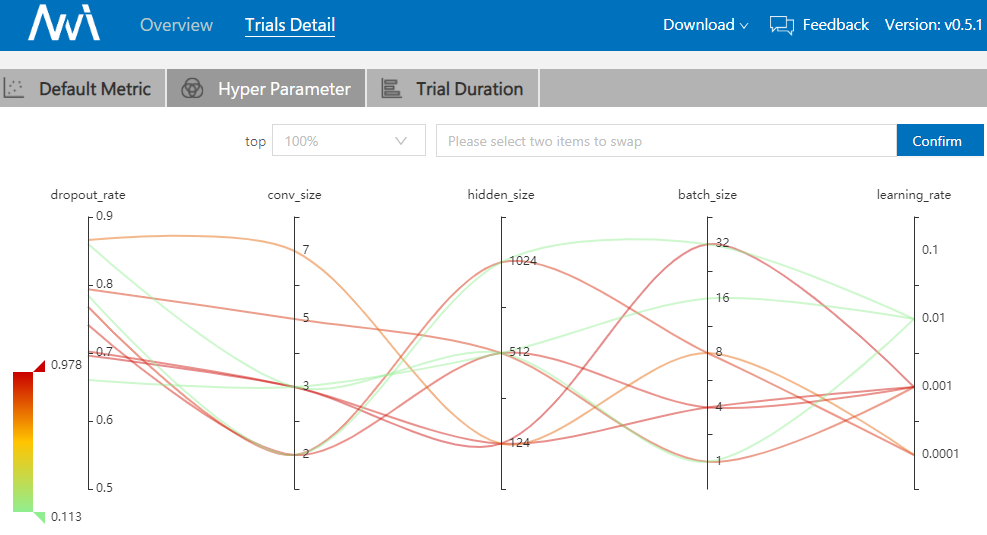 NNI Overview Trials Detail Download Feedback Version: v0.5.1
Default Metric Hyper Parameter Trial Duration
top 100% Please select two items to swap Confirm
dropout_rate conv_size hidden_size batch_size learning_rate
0.9
7 32 0.1
1024
0.8 16
5 0.01
0.7 512 8
0.978
3 0.001
4
0.6
124
2 1 0.0001
0.5
0.113